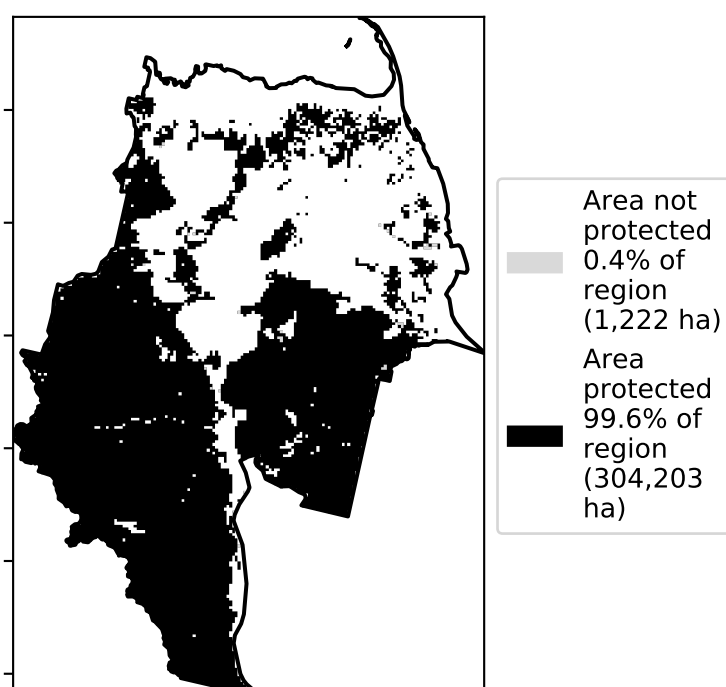 Area not
protected
0.4% of
region
(1,222 ha)
Area
protected
99.6% of
region
(304,203
ha)